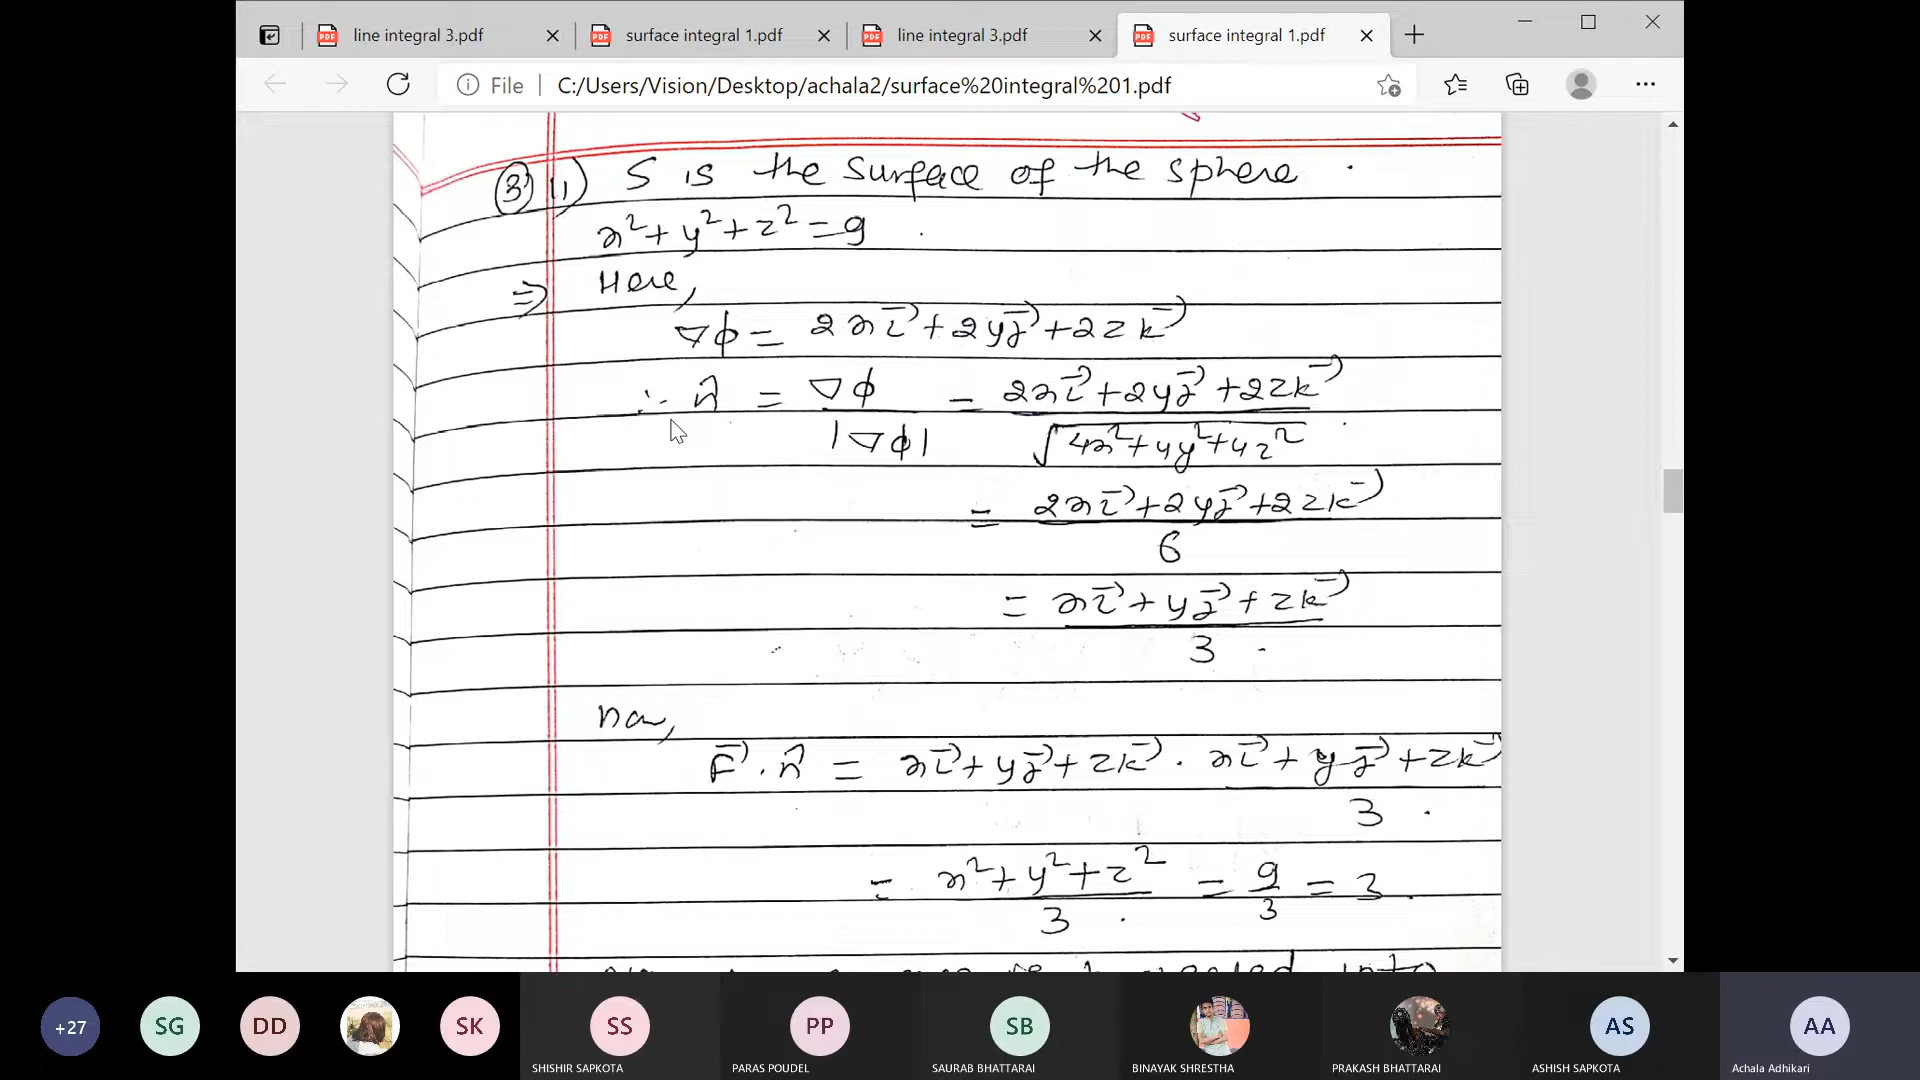 line integral 3.pdf
surface integral 1.pdf
line integral 3.pdf
surface integral 1.pdf
File
C:/Users/Vision/Desktop/achala2/surface%20integral%201.pdf
③ (1) S is the surface of the sphere.
x²+y²+z²=9.
⇒ Here,
∇φ = 2xi⃗+2yj⃗+2zk⃗
∴ n̂ = ∇φ/|∇φ| = (2xi⃗+2yj⃗+2zk⃗)/√(4x²+4y²+4z²)
= (2xi⃗+2yj⃗+2zk⃗)/6
= (xi⃗+yj⃗+zk⃗)/3.
now,
F⃗.n̂ = xi⃗+yj⃗+zk⃗ . (xi⃗+yj⃗+zk⃗)/3.
= (x²+y²+z²)/3. = 9/3 = 3.
+27
SG
DD
SK
SS
PP
SB
AS
AA
SHISHIR SAPKOTA
PARAS POUDEL
SAURAB BHATTARAI
BINAYAK SHRESTHA
PRAKASH BHATTARAI
ASHISH SAPKOTA
Achala Adhikari